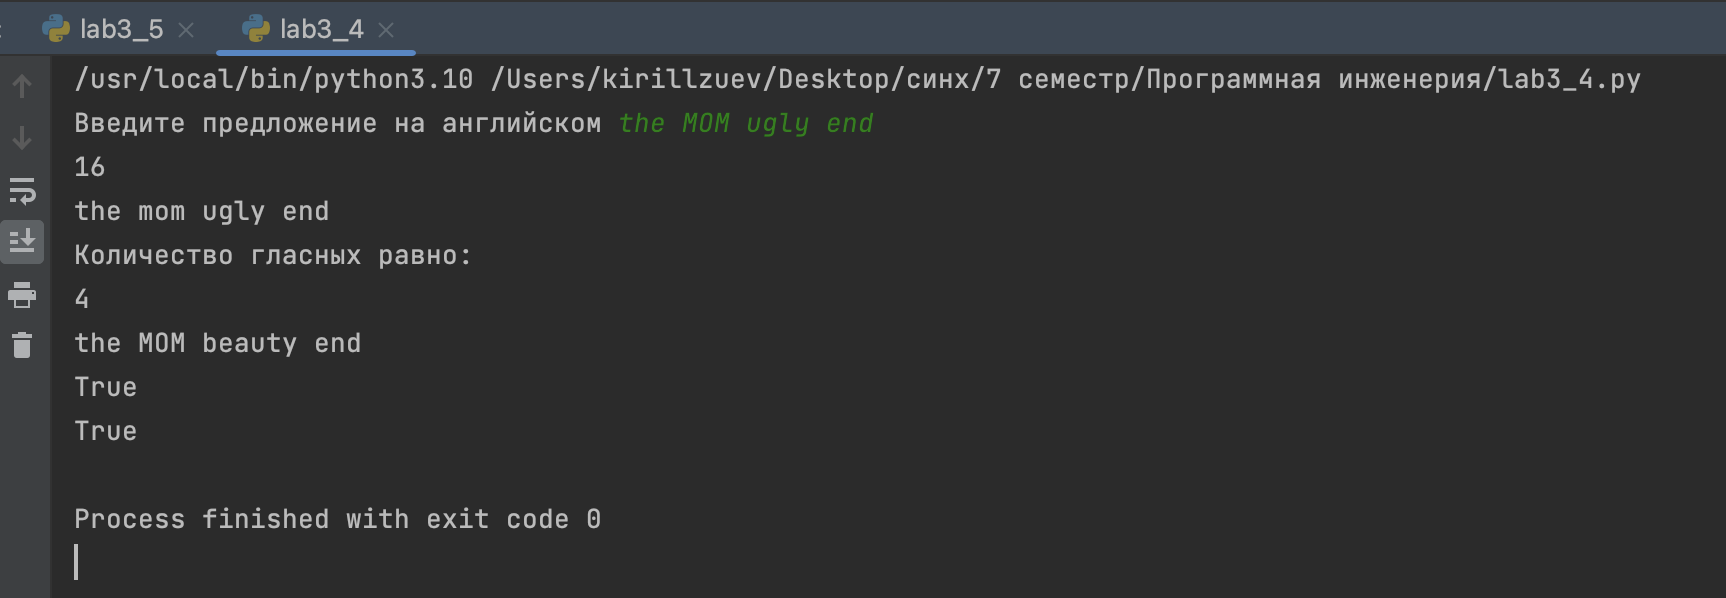 lab3_5 lab3_4
/usr/local/bin/python3.10 /Users/kirillzuev/Desktop/синх/7 семестр/Программная инженерия/lab3_4.py
Введите предложение на английском the MOM ugly end
16
the mom ugly end
Количество гласных равно:
4
the MOM beauty end
True
True
Process finished with exit code 0